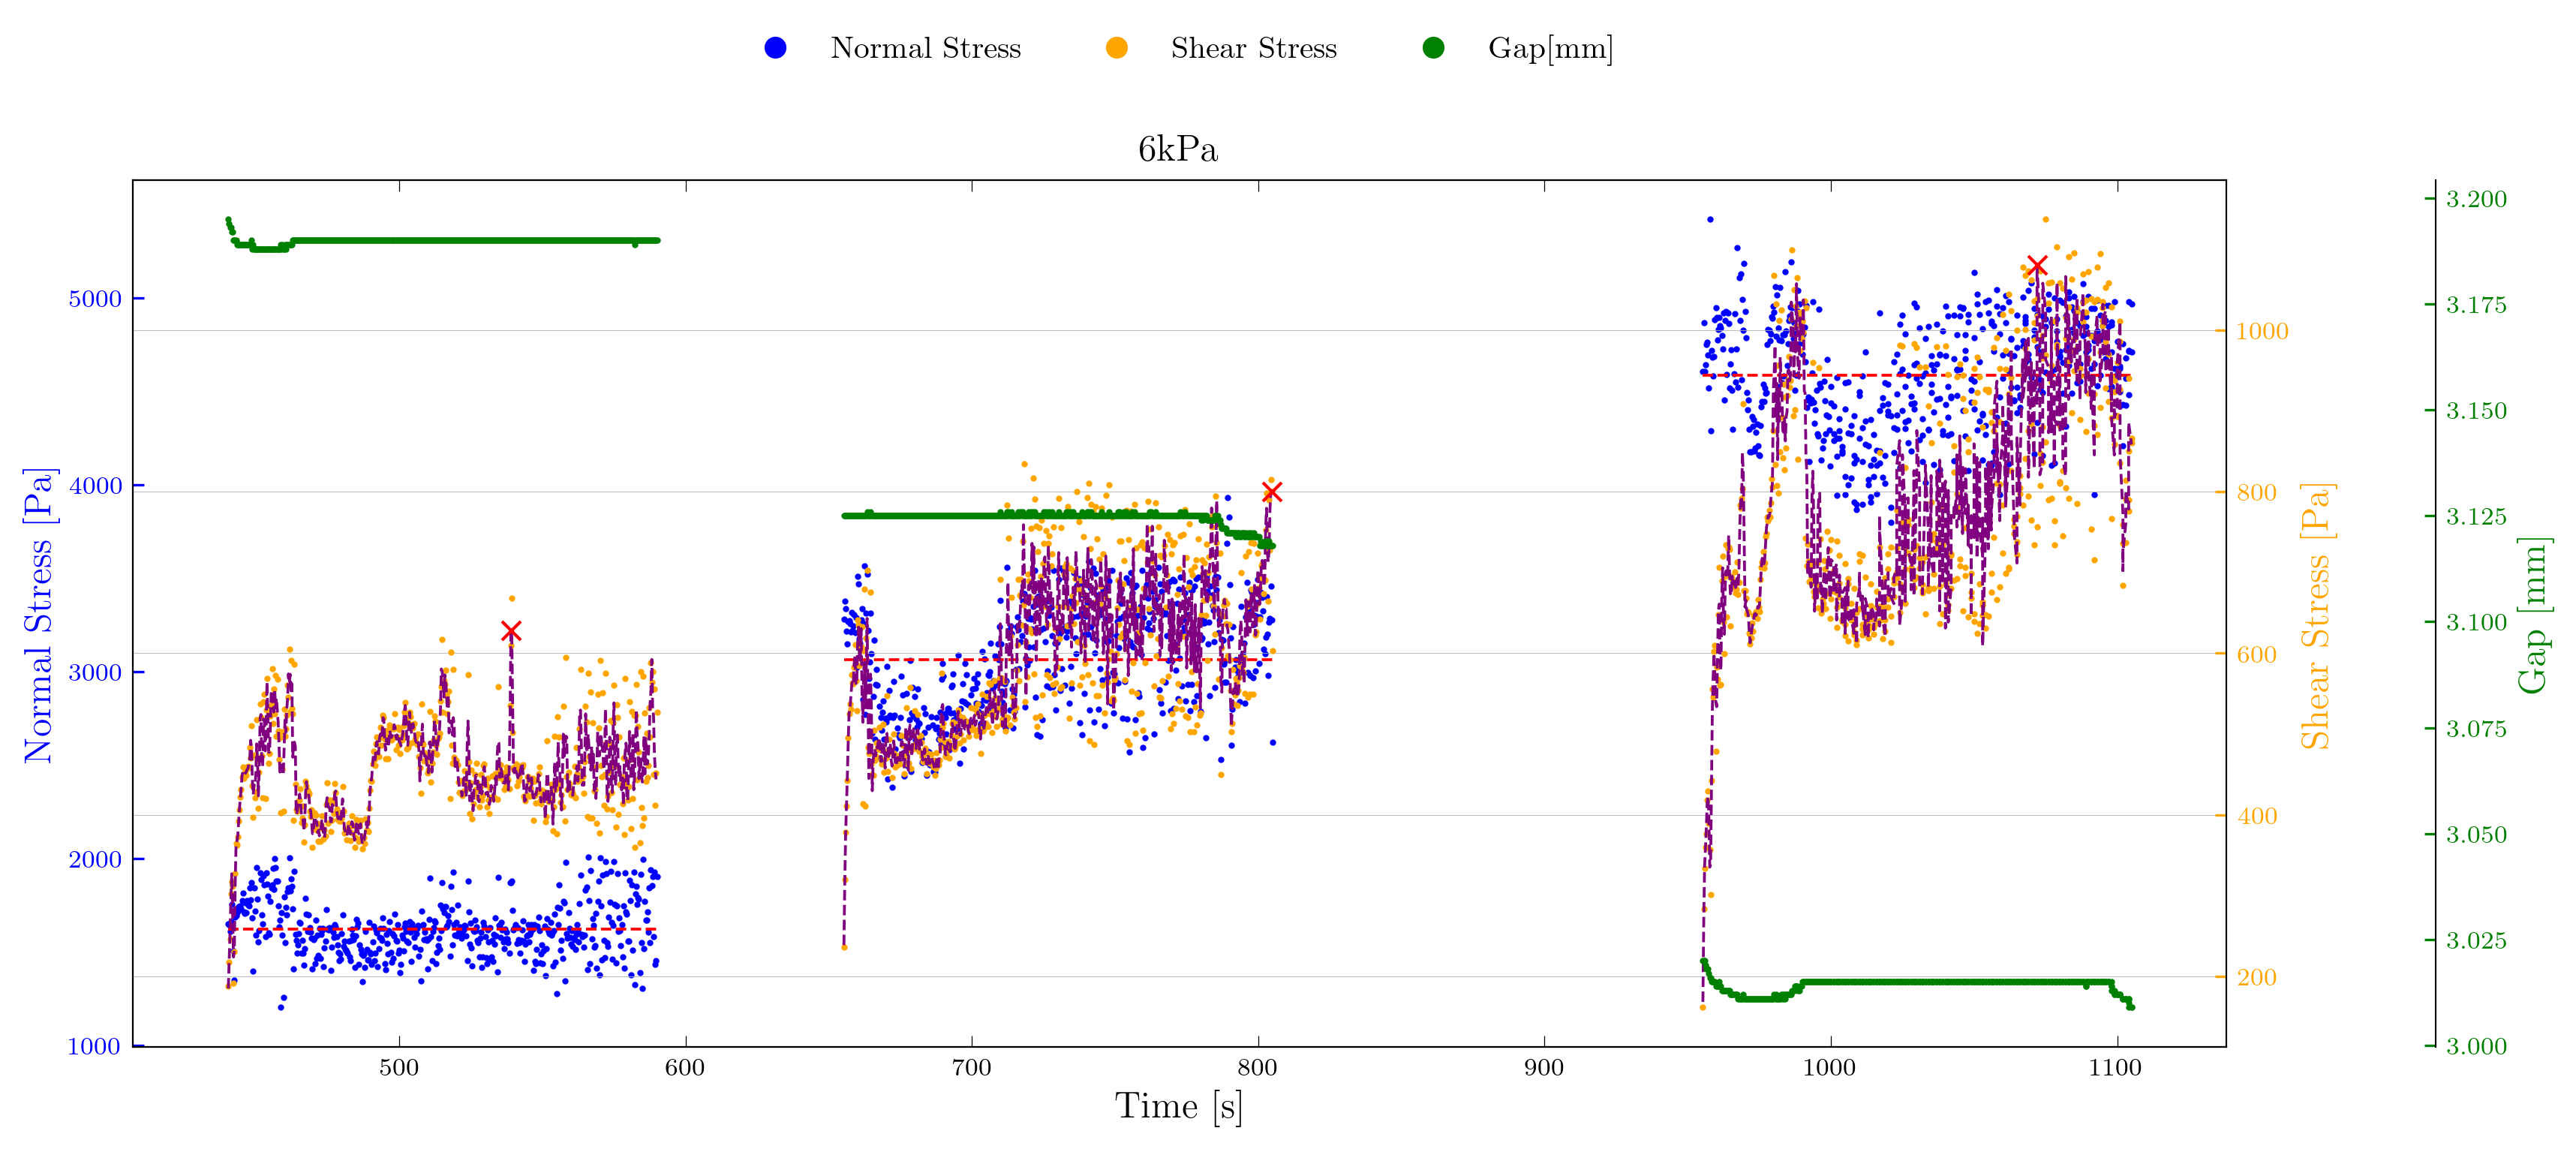 Normal Stress Shear Stress Gap[mm]
6kPa
Normal Stress [Pa]
5000
4000
3000
2000
1000
500 600 700 800 900 1000 1100
Time [s]
1000
800
600
400
200
Shear Stress [Pa]
3.200
3.175
3.150
3.125
3.100
3.075
3.050
3.025
3.000
Gap [mm]